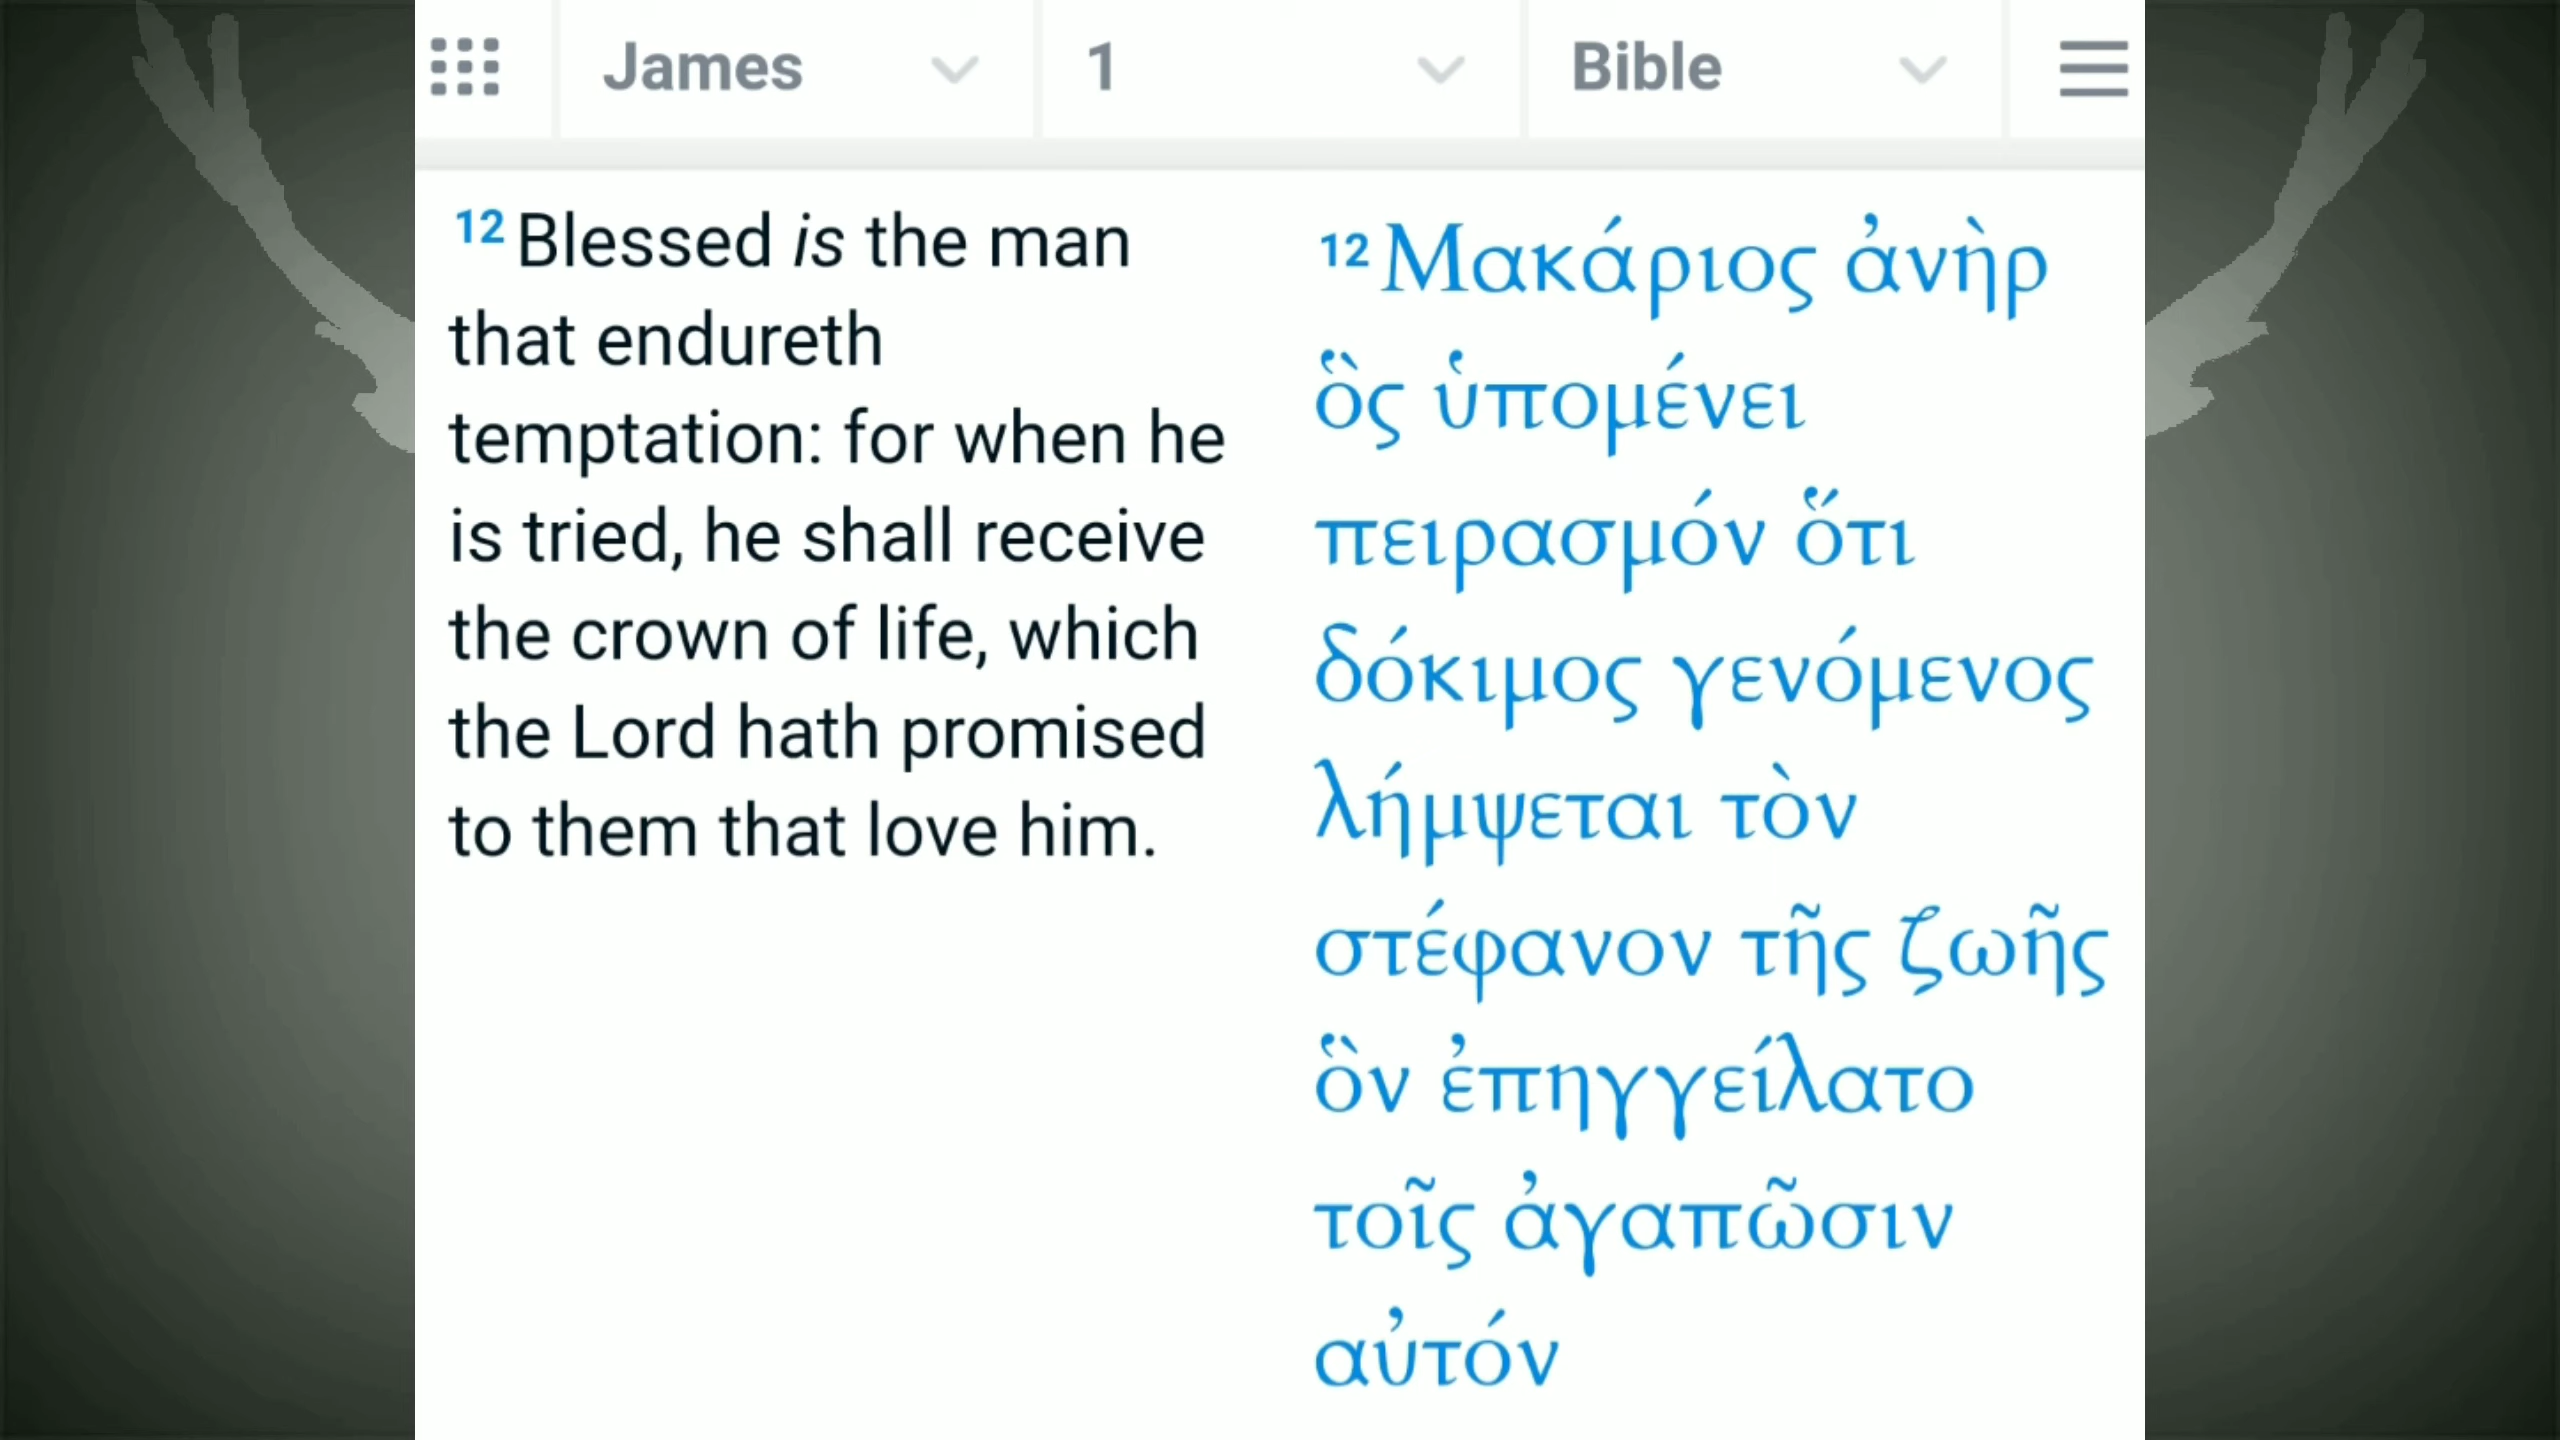 James 1 Bible
12 Blessed is the man
that endureth
temptation: for when he
is tried, he shall receive
the crown of life, which
the Lord hath promised
to them that love him.
12 Μακάριος ἀνὴρ
ὃς ὑπομένει
πειρασμόν ὅτι
δόκιμος γενόμενος
λήμψεται τὸν
στέφανον τῆς ζωῆς
ὃν ἐπηγγείλατο
τοῖς ἀγαπῶσιν
αὐτόν